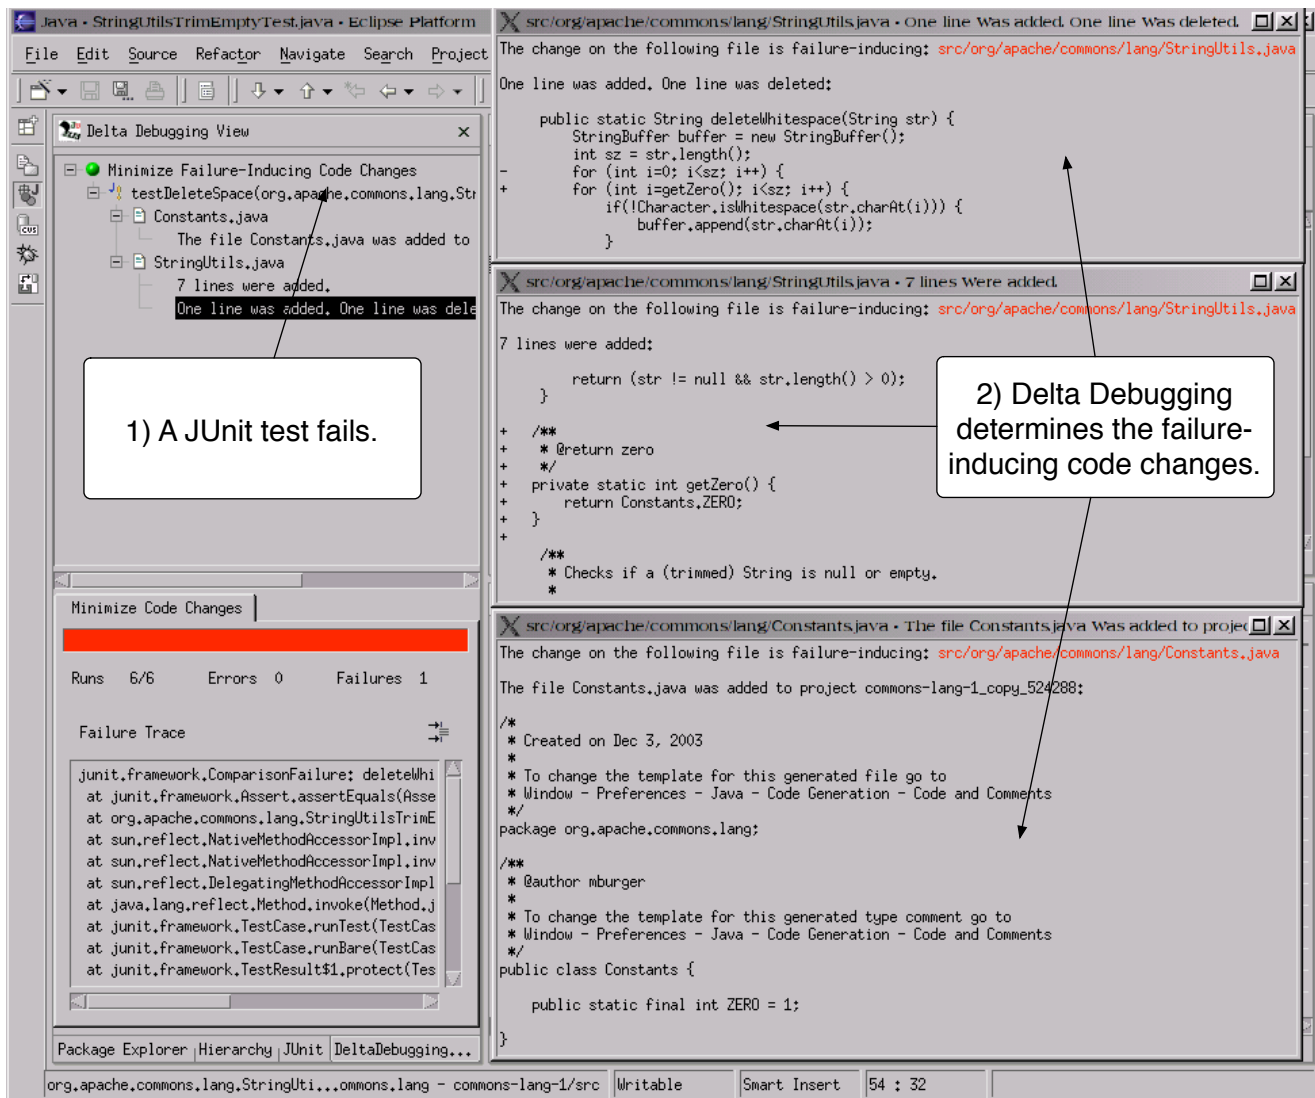 Java - StringUtilsTrimEmptyTest.java - Eclipse Platform
File Edit Source Refactor Navigate Search Project
Delta Debugging View
Minimize Failure-Inducing Code Changes
testDeleteSpace(org.apache.commons.lang.Str
Constants.java
The file Constants.java was added to
StringUtils.java
7 lines were added.
One line was added. One line was dele
1) A JUnit test fails.
Minimize Code Changes
Runs 6/6 Errors 0 Failures 1
Failure Trace
junit.framework.ComparisonFailure: deleteWhi
at junit.framework.Assert.assertEquals(Asse
at org.apache.commons.lang.StringUtilsTrimE
at sun.reflect.NativeMethodAccessorImpl.inv
at sun.reflect.NativeMethodAccessorImpl.inv
at sun.reflect.DelegatingMethodAccessorImpl
at java.lang.reflect.Method.invoke(Method.j
at junit.framework.TestCase.runTest(TestCas
at junit.framework.TestCase.runBare(TestCas
at junit.framework.TestResult$1.protect(Tes
Package Explorer Hierarchy JUnit DeltaDebugging...
src/org/apache/commons/lang/StringUtils.java - One line Was added. One line Was deleted.
The change on the following file is failure-inducing: src/org/apache/commons/lang/StringUtils.java
One line was added. One line was deleted:
public static String deleteWhitespace(String str) {
StringBuffer buffer = new StringBuffer();
int sz = str.length();
- for (int i=0; i<sz; i++) {
+ for (int i=getZero(); i<sz; i++) {
if(!Character.isWhitespace(str.charAt(i))) {
buffer.append(str.charAt(i));
}
src/org/apache/commons/lang/StringUtils.java - 7 lines Were added.
The change on the following file is failure-inducing: src/org/apache/commons/lang/StringUtils.java
7 lines were added:
return (str != null && str.length() > 0);
}
+ /**
+ * @return zero
+ */
+ private static int getZero() {
+ return Constants.ZERO;
+ }
+
/**
* Checks if a (trimmed) String is null or empty.
*
2) Delta Debugging
determines the failure-
inducing code changes.
src/org/apache/commons/lang/Constants.java - The file Constants.java Was added to projec
The change on the following file is failure-inducing: src/org/apache/commons/lang/Constants.java
The file Constants.java was added to project commons-lang-1_copy_524288:
/*
* Created on Dec 3, 2003
*
* To change the template for this generated file go to
* Window - Preferences - Java - Code Generation - Code and Comments
*/
package org.apache.commons.lang;
/**
* @author mburger
*
* To change the template for this generated type comment go to
* Window - Preferences - Java - Code Generation - Code and Comments
*/
public class Constants {
public static final int ZERO = 1;
}
org.apache.commons.lang.StringUti...ommons.lang - commons-lang-1/src Writable Smart Insert 54 : 32